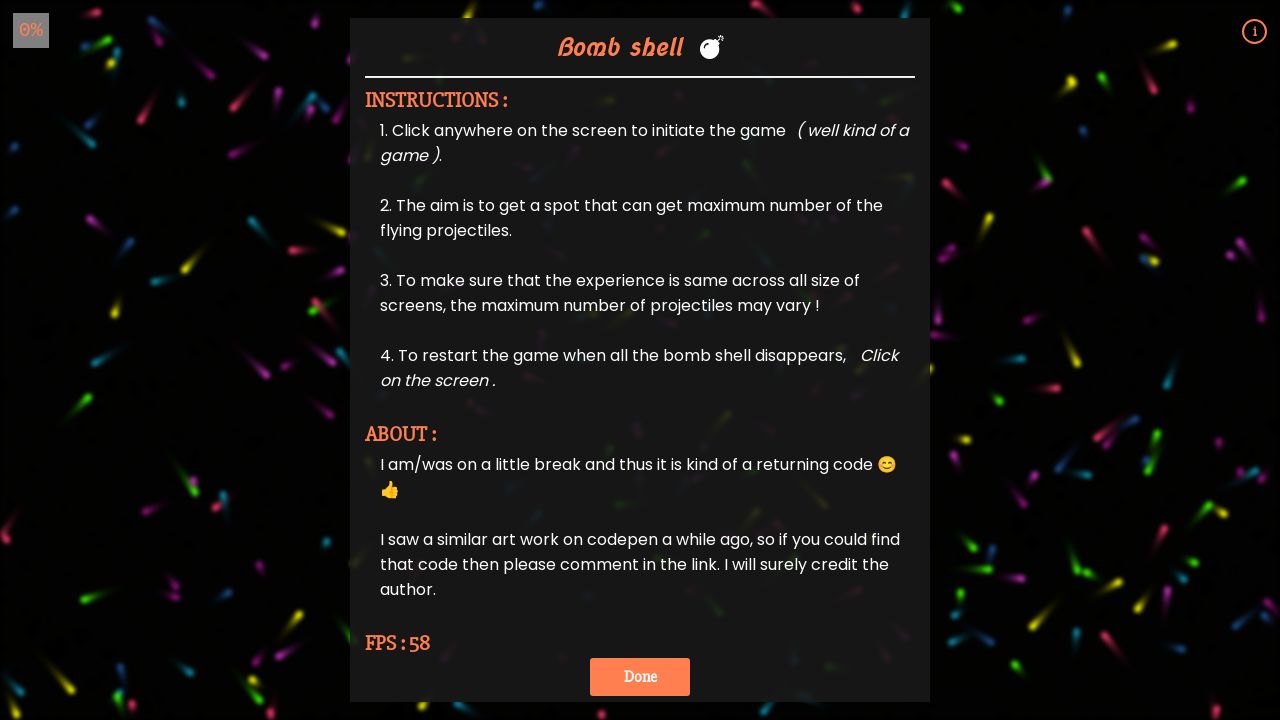 0%
i
Bomb shell 💣
INSTRUCTIONS :
1. Click anywhere on the screen to initiate the game ( well kind of a
game ).
2. The aim is to get a spot that can get maximum number of the
flying projectiles.
3. To make sure that the experience is same across all size of
screens, the maximum number of projectiles may vary !
4. To restart the game when all the bomb shell disappears, Click
on the screen .
ABOUT :
I am/was on a little break and thus it is kind of a returning code 😊
👍
I saw a similar art work on codepen a while ago, so if you could find
that code then please comment in the link. I will surely credit the
author.
FPS : 58
Done